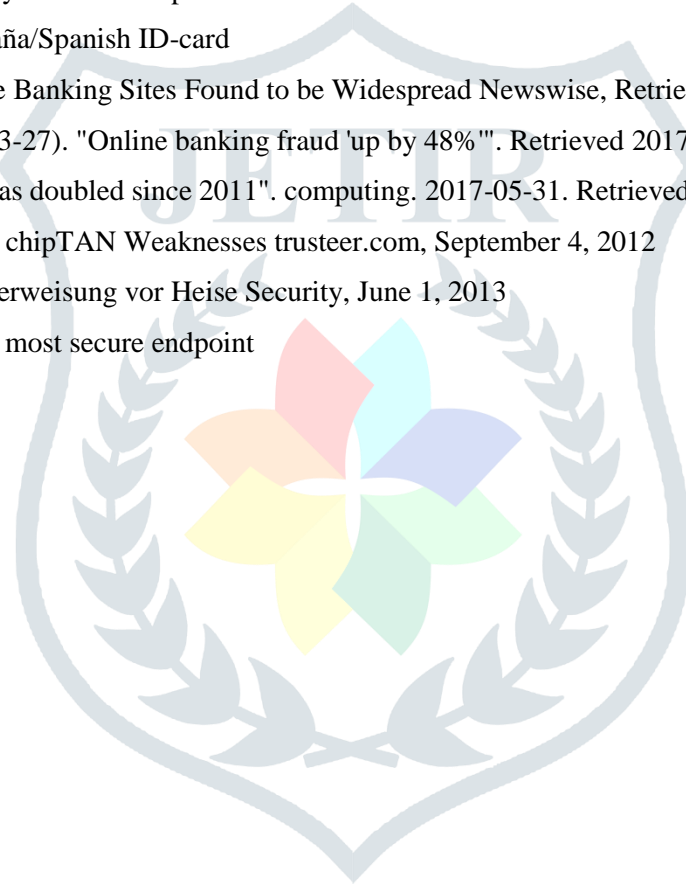 aña/Spanish ID-card
e Banking Sites Found to be Widespread Newswise, Retrie
3-27). "Online banking fraud 'up by 48%'". Retrieved 2017
as doubled since 2011". computing. 2017-05-31. Retrieved
chipTAN Weaknesses trusteer.com, September 4, 2012
erweisung vor Heise Security, June 1, 2013
most secure endpoint
JETIR